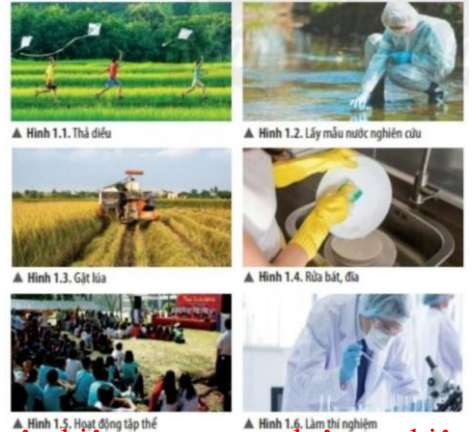 ▲ Hình 1.1. Thả diều
▲ Hình 1.2. Lấy mẫu nước nghiên cứu
▲ Hình 1.3. Gặt lúa
▲ Hình 1.4. Rửa bát, đĩa
▲ Hình 1.5. Hoạt động tập thể
▲ Hình 1.6. Làm thí nghiệm